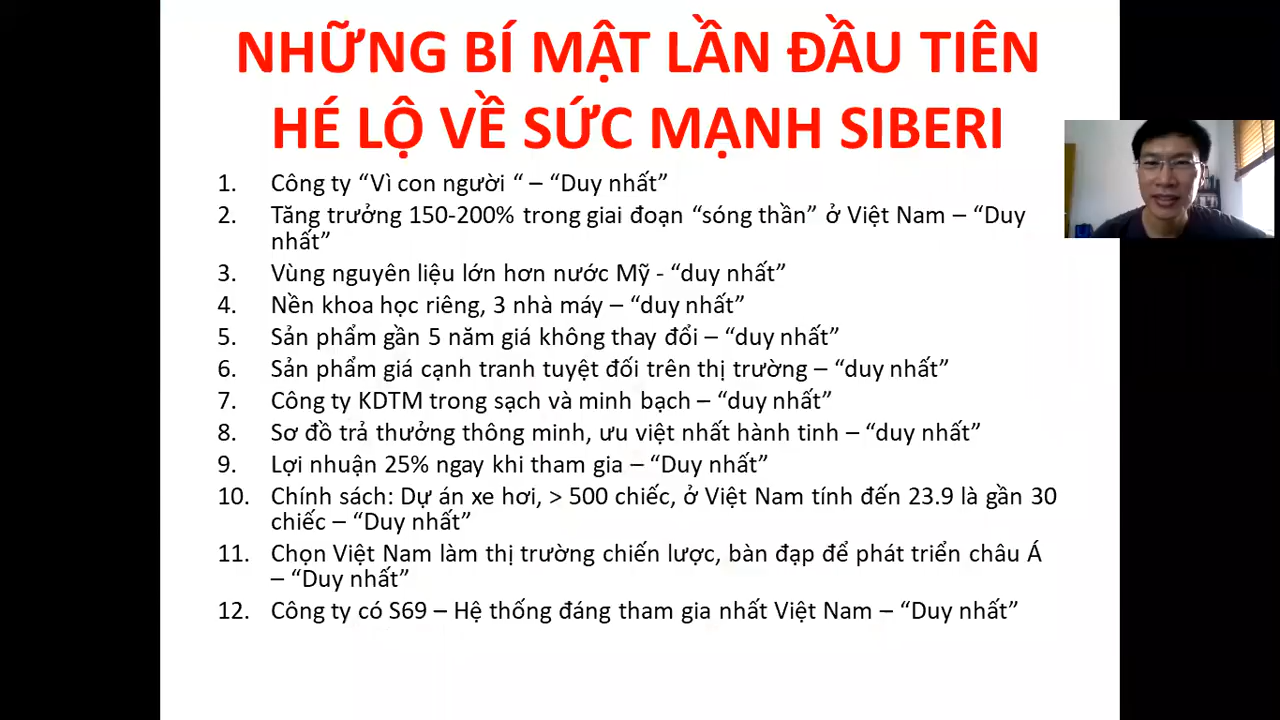 NHỮNG BÍ MẬT LẦN ĐẦU TIÊN
HÉ LỘ VỀ SỨC MẠNH SIBERI
1. Công ty “Vì con người “ – “Duy nhất”
2. Tăng trưởng 150-200% trong giai đoạn “sóng thần” ở Việt Nam – “Duy
nhất”
3. Vùng nguyên liệu lớn hơn nước Mỹ - “duy nhất”
4. Nền khoa học riêng, 3 nhà máy – “duy nhất”
5. Sản phẩm gần 5 năm giá không thay đổi – “duy nhất”
6. Sản phẩm giá cạnh tranh tuyệt đối trên thị trường – “duy nhất”
7. Công ty KDTM trong sạch và minh bạch – “duy nhất”
8. Sơ đồ trả thưởng thông minh, ưu việt nhất hành tinh – “duy nhất”
9. Lợi nhuận 25% ngay khi tham gia – “Duy nhất”
10. Chính sách: Dự án xe hơi, > 500 chiếc, ở Việt Nam tính đến 23.9 là gần 30
chiếc – “Duy nhất”
11. Chọn Việt Nam làm thị trường chiến lược, bàn đạp để phát triển châu Á
– “Duy nhất”
12. Công ty có S69 – Hệ thống đáng tham gia nhất Việt Nam – “Duy nhất”